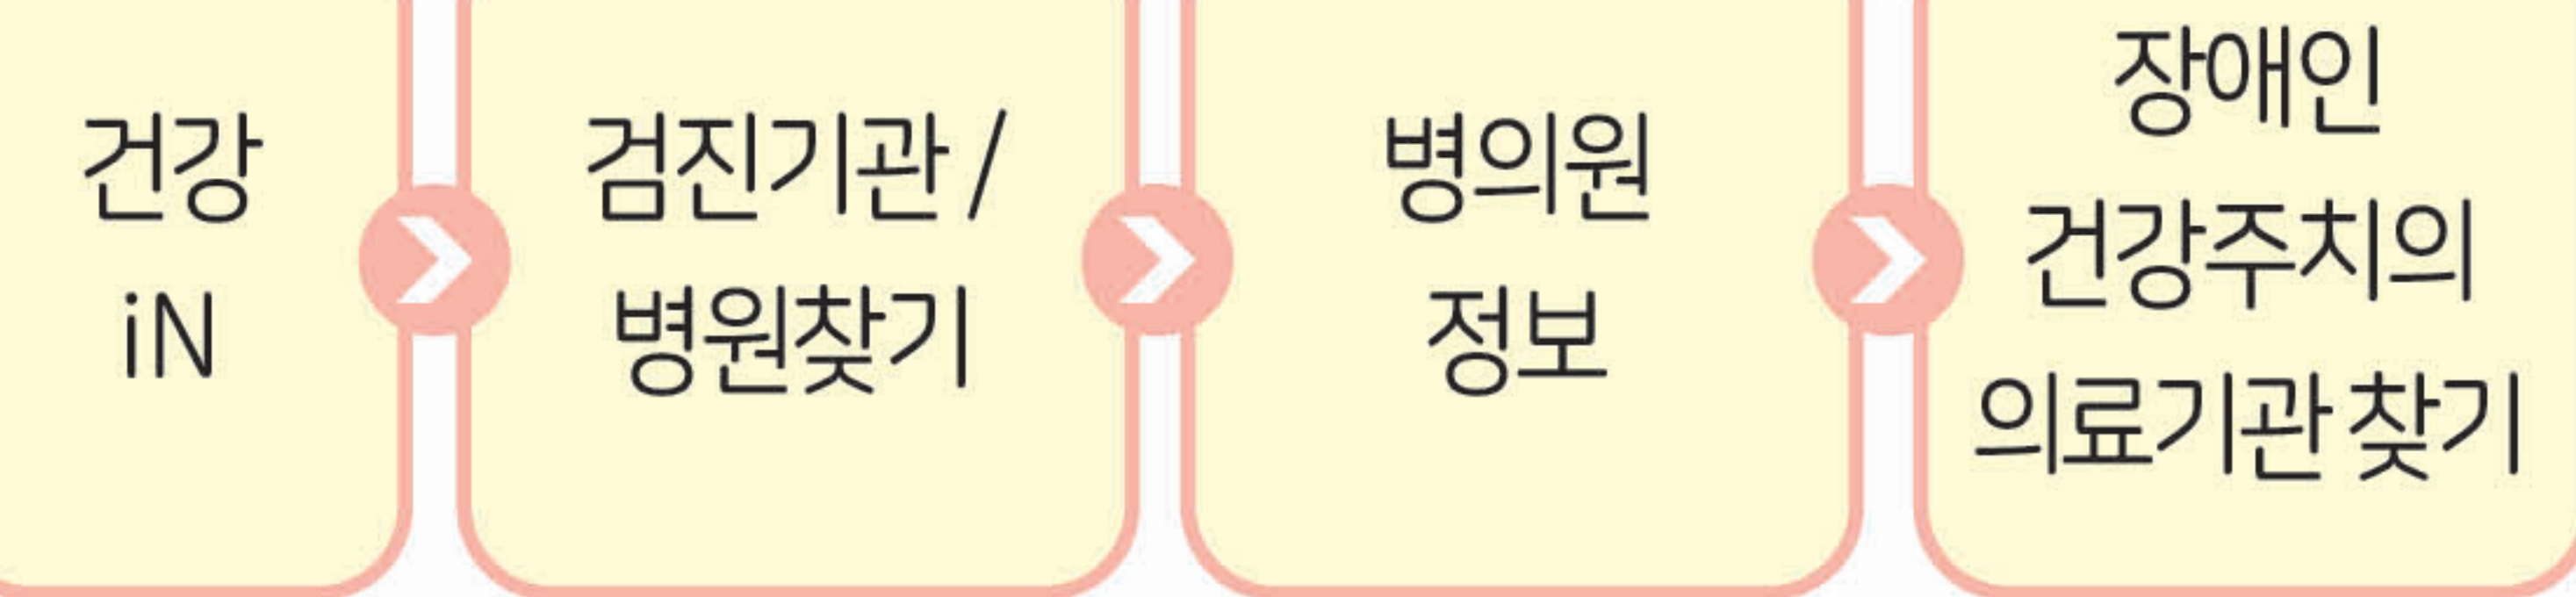 건강
iN
검진기관 /
병원찾기
병의원
정보
장애인
건강주치의
의료기관 찾기